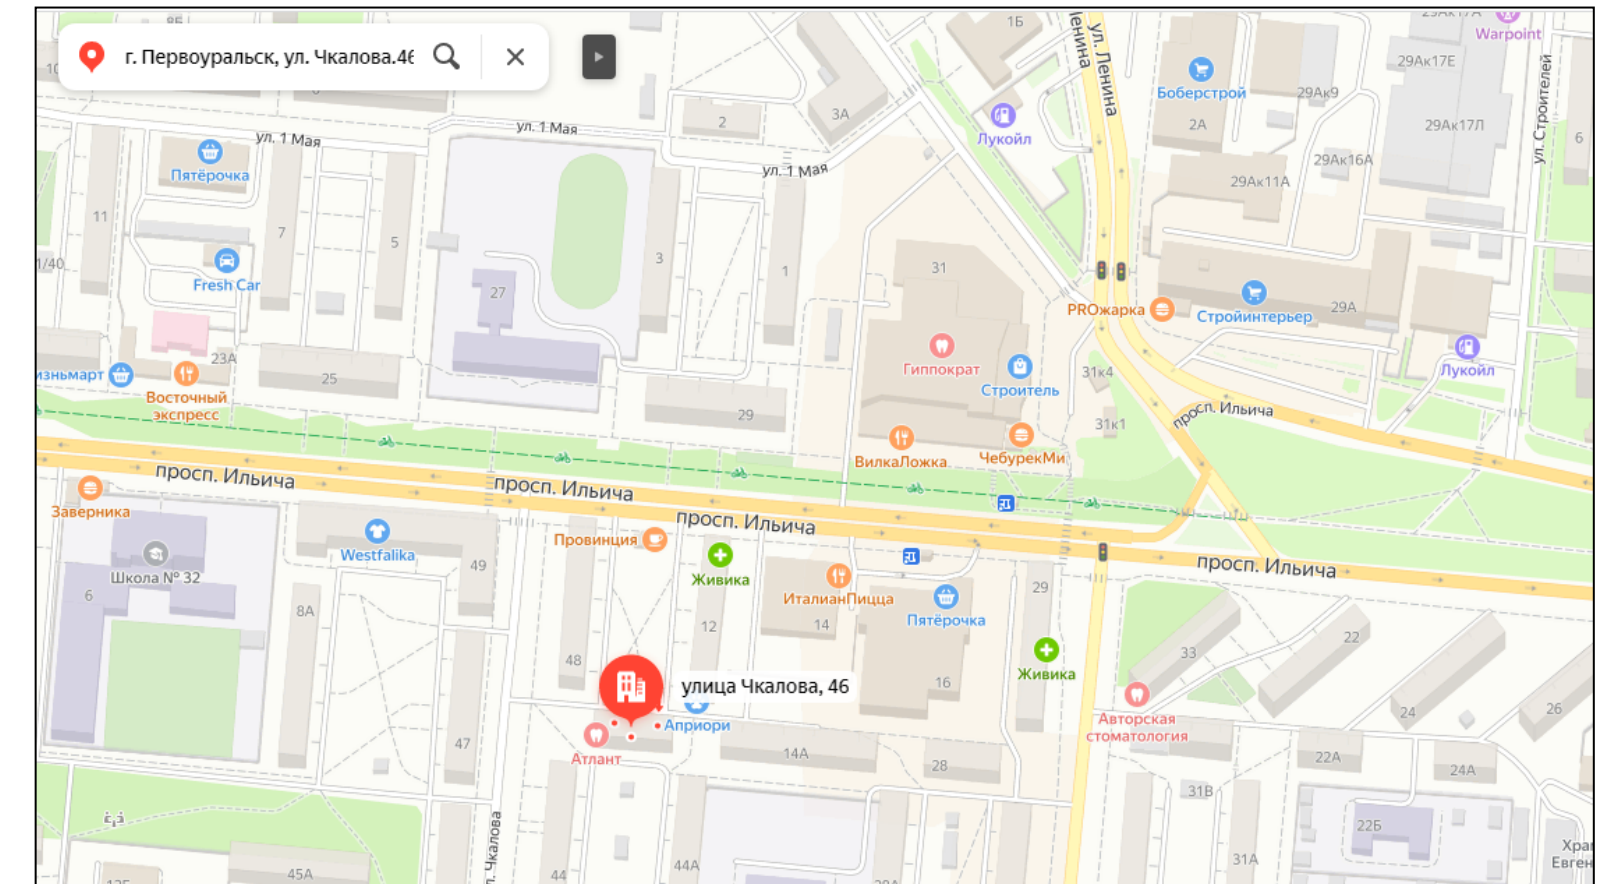 8Б
1Б
ул. Ленина
Ленина
Warpoint
г. Первоуральск, ул. Чкалова.46
29Ак17Е
Боберстрой
29Ак9
2
3А
Лукойл
2А
29Ак17Л
ул. Строителей
6
ул. 1 Мая
ул. 1 Мая
ул. 1 Мая
Пятёрочка
29Ак16А
29Ак11А
11
7
5
3
1
1/40
31
Fresh Car
27
PROжарка
29А
Стройинтерьер
23А
25
Гиппократ
Строитель
31к4
Лукойл
Восточный
экспресс
29
31к1
просп. Ильича
ВилкаЛожка
ЧебурекМи
просп. Ильича
просп. Ильича
просп. Ильича
просп. Ильича
Заверника
Westfalika
49
Провинция
Живика
Школа № 32
6
8А
ИталианПицца
Пятёрочка
29
12
14
48
16
Живика
33
22
улица Чкалова, 46
Априори
Авторская
стоматология
24
26
47
Атлант
14А
28
22А
24А
31В
Чкалова
22Б
45А
44
44А
31А